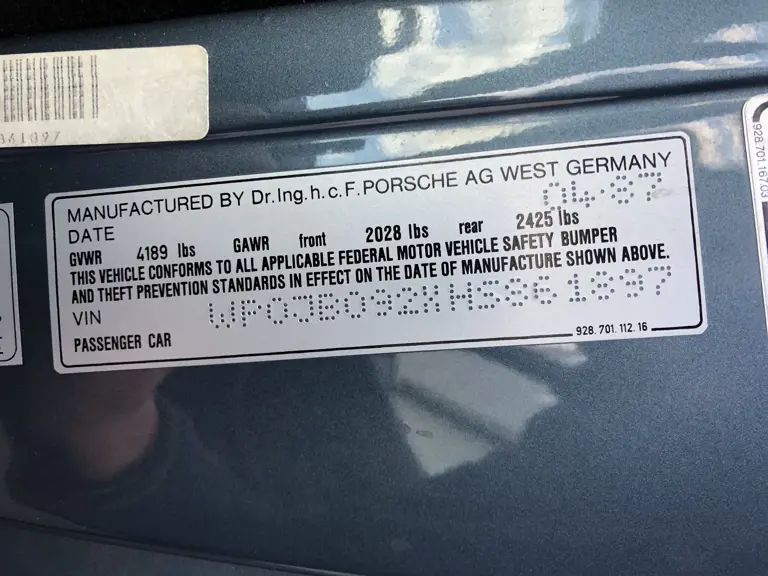 MANUFACTURED BY Dr.Ing.h.c.F.PORSCHE AG WEST GERMANY
DATE 04-87
GVWR 4189 lbs GAWR front 2028 lbs rear 2425 lbs
THIS VEHICLE CONFORMS TO ALL APPLICABLE FEDERAL MOTOR VEHICLE SAFETY BUMPER
AND THEFT PREVENTION STANDARDS IN EFFECT ON THE DATE OF MANUFACTURE SHOWN ABOVE.
VIN WP0JB092XHS861897
PASSENGER CAR 928.701.112.16
928.701.167.03